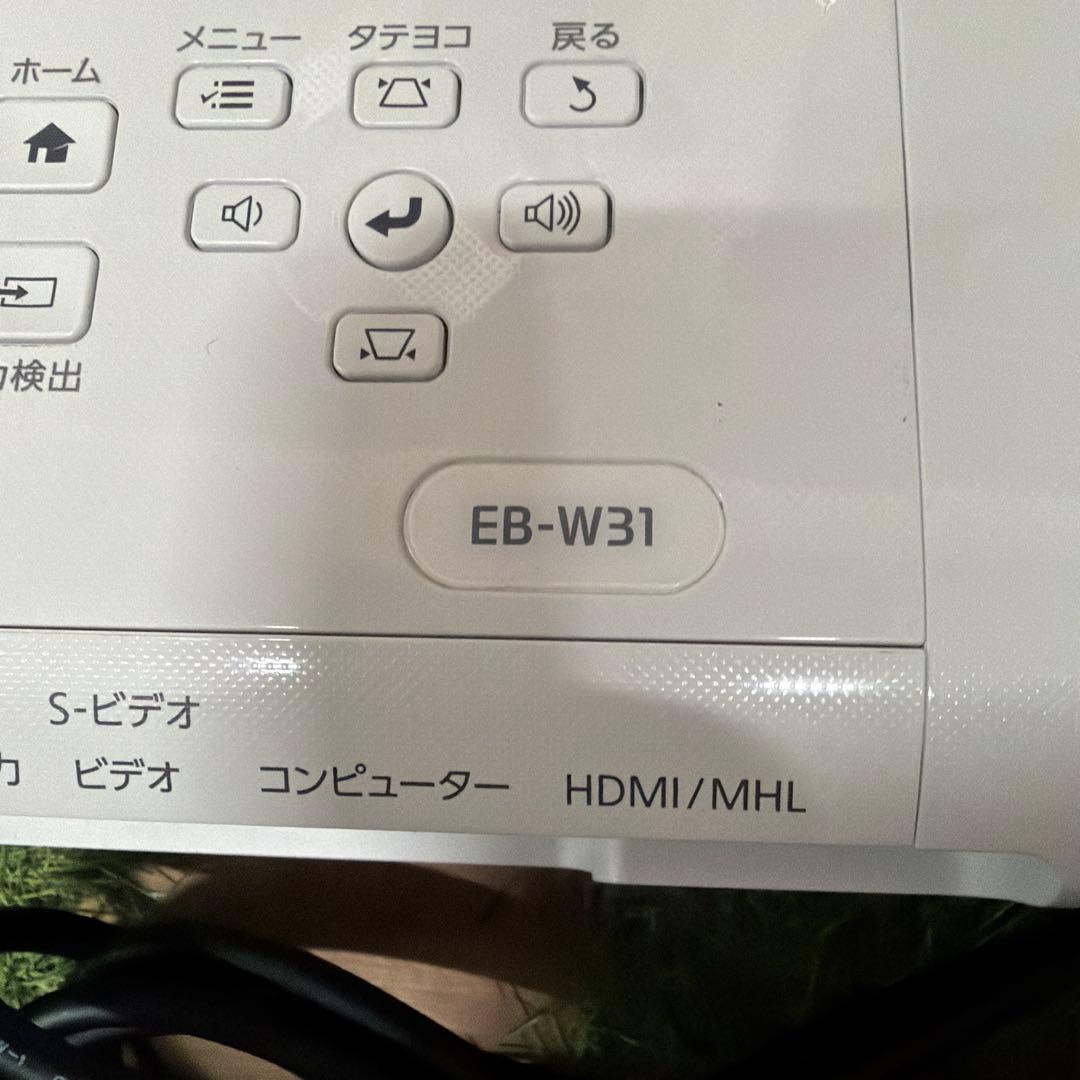 メニュー タテヨコ 戻る
ホーム
検出
EB-W31
S-ビデオ
力 ビデオ コンピューター HDMI/MHL